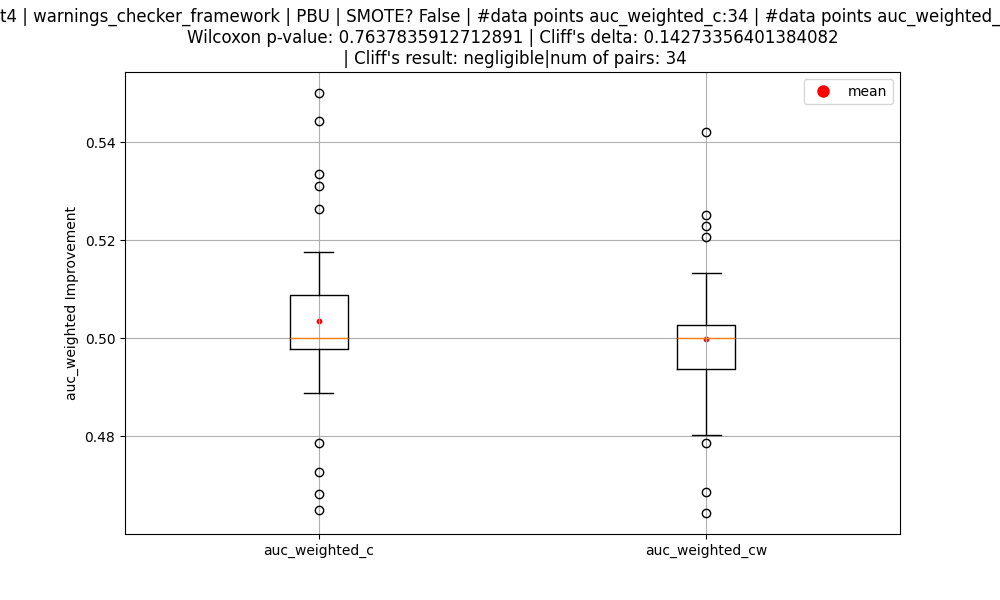 t4 | warnings_checker_framework | PBU | SMOTE? False | #data points auc_weighted_c:34 | #data points auc_weighted_
Wilcoxon p-value: 0.7637835912712891 | Cliff's delta: 0.14273356401384082
| Cliff's result: negligible|num of pairs: 34
mean
0.54
0.52
0.50
0.48
auc_weighted Improvement
auc_weighted_c
auc_weighted_cw